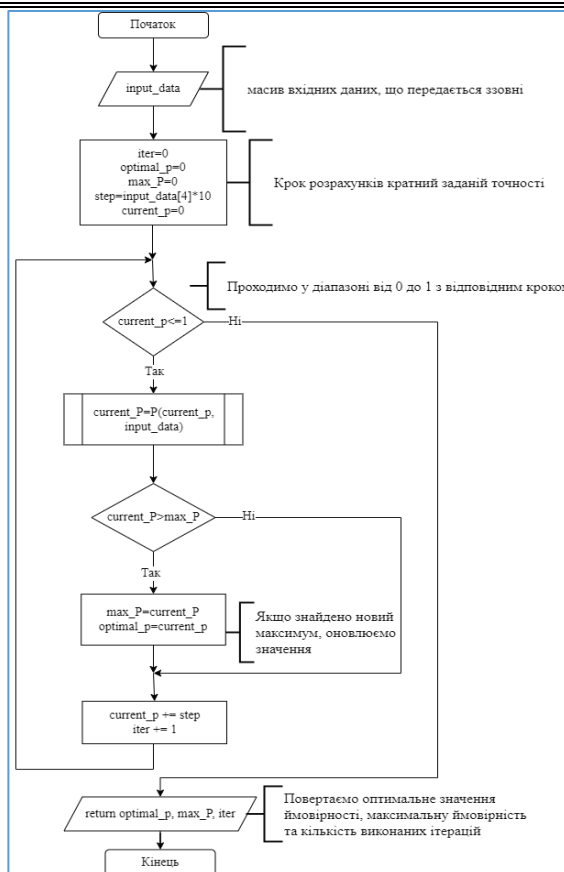 Початок
input_data
масив вхідних даних, що передається ззовні
iter=0
optimal_p=0
max_P=0
step=input_data[4]*10
current_p=0
Крок розрахунків кратний заданій точності
Проходимо у діапазоні від 0 до 1 з відповідним кроком
current_p<=1
Ні
Так
current_P=P(current_p,
input_data)
current_P>max_P
Ні
Так
max_P=current_P
optimal_p=current_p
Якщо знайдено новий
максимум, оновлюємо
значення
current_p += step
iter += 1
return optimal_p, max_P, iter
Повертаємо оптимальне значення
ймовірності, максимальну ймовірність
та кількість виконаних ітерацій
Кінець